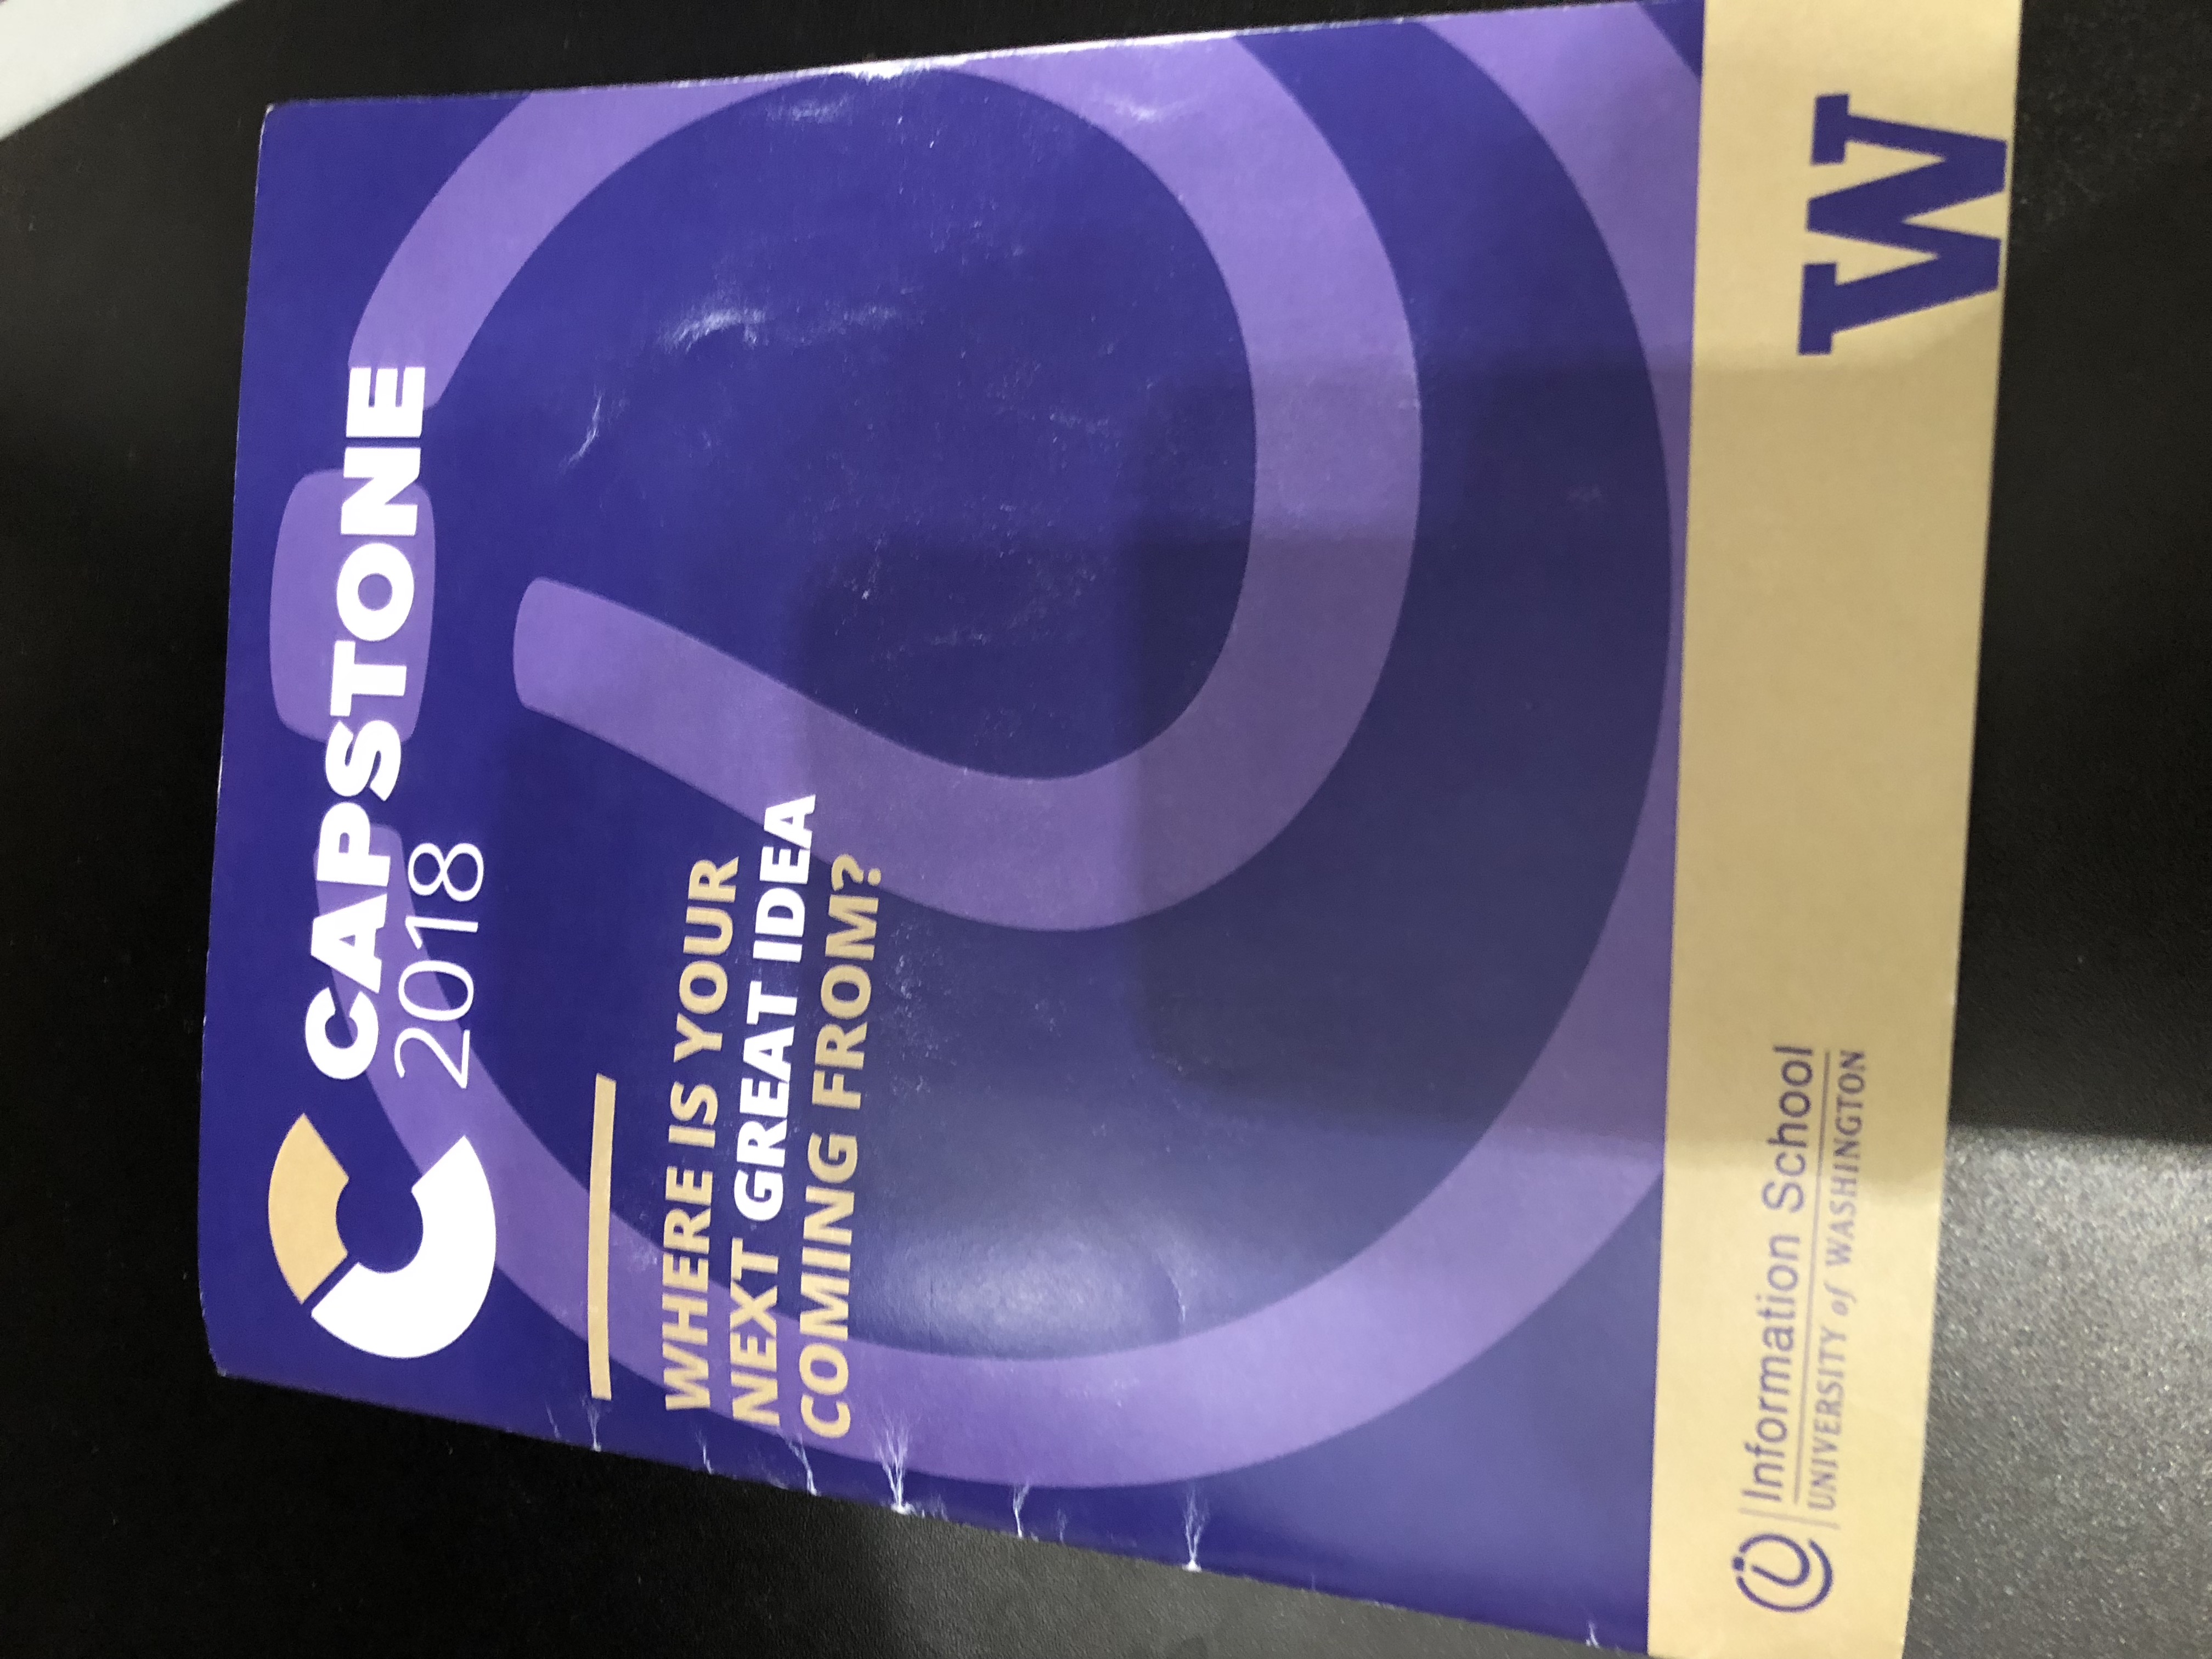 CAPSTONE
2018
WHERE IS YOUR
NEXT GREAT IDEA
COMING FROM?
Information School
UNIVERSITY of WASHINGTON
W